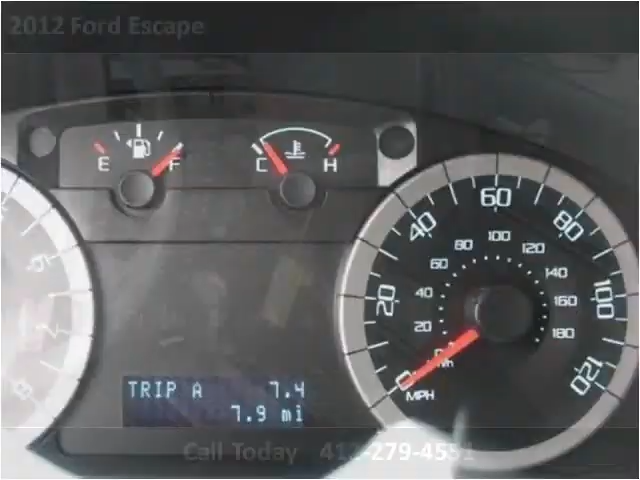 2012 Ford Escape
E F C H
60
40 80
100
80 120
60 140
20 40 160 100
20 180
0 120
MPH
TRIP A 7.4
7.9 mi
Call Today